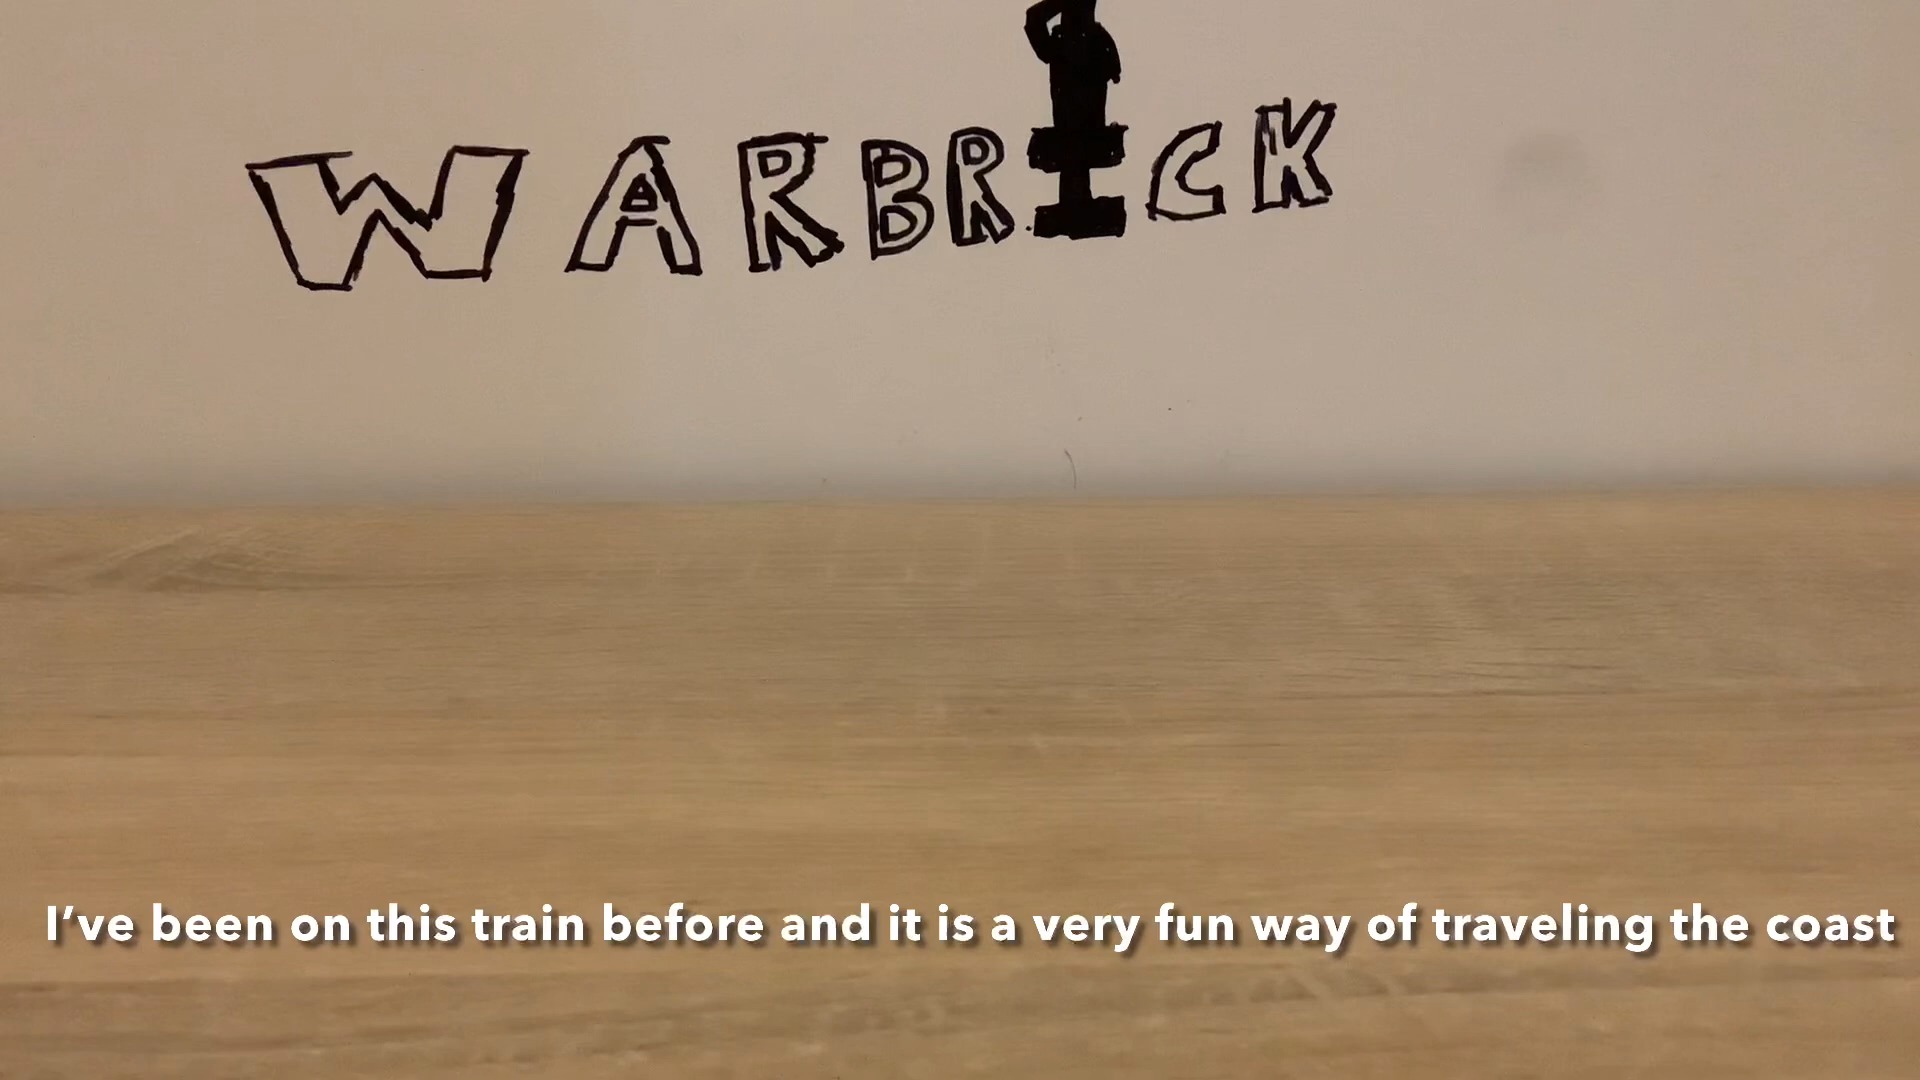 WARBRICK
I’ve been on this train before and it is a very fun way of traveling the coast